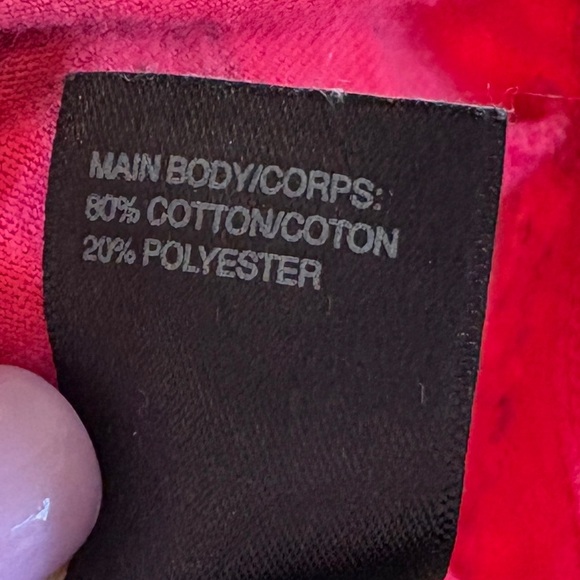 MAIN BODY/CORPS:
80% COTTON/COTON
20% POLYESTER